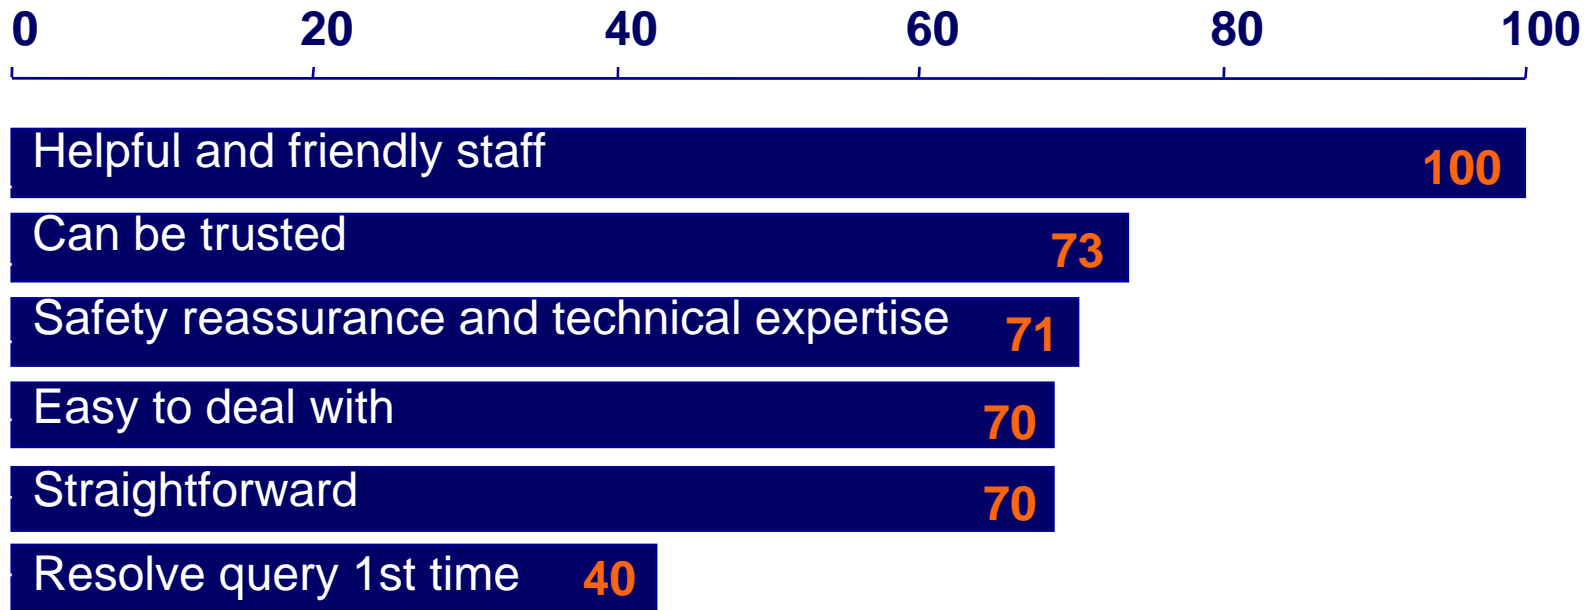 0 20 40 60 80 100
Helpful and friendly staff 100
Can be trusted 73
Safety reassurance and technical expertise 71
Easy to deal with 70
Straightforward 70
Resolve query 1st time 40